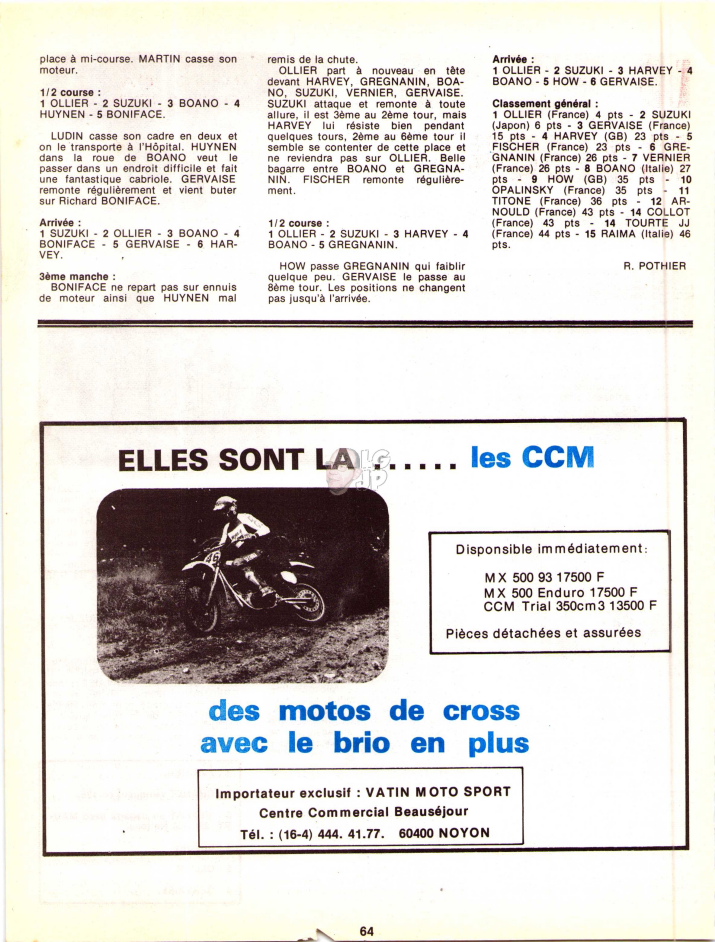 place à mi-course. MARTIN casse son
moteur.
1/2 course :
1 OLLIER - 2 SUZUKI - 3 BOANO - 4
HUYNEN - 5 BONIFACE.
LUDIN casse son cadre en deux et
on le transporte à l'Hôpital. HUYNEN
dans la roue de BOANO veut le
passer dans un endroit difficile et fait
une fantastique cabriole. GERVAISE
remonte régulièrement et vient buter
sur Richard BONIFACE.
Arrivée :
1 SUZUKI - 2 OLLIER - 3 BOANO - 4
BONIFACE - 5 GERVAISE - 6 HAR-
VEY.
3ème manche :
BONIFACE ne repart pas sur ennuis
de moteur ainsi que HUYNEN mal
remis de la chute.
OLLIER part à nouveau en tête
devant HARVEY, GREGNANIN, BOA-
NO, SUZUKI, VERNIER, GERVAISE.
SUZUKI attaque et remonte à toute
allure, il est 3ème au 2ème tour, mais
HARVEY lui résiste bien pendant
quelques tours, 2ème au 6ème tour il
semble se contenter de cette place et
ne reviendra pas sur OLLIER. Belle
bagarre entre BOANO et GREGNA-
NIN. FISCHER remonte régulière-
ment.
1/2 course :
1 OLLIER - 2 SUZUKI - 3 HARVEY - 4
BOANO - 5 GREGNANIN.
HOW passe GREGNANIN qui faiblir
quelque peu. GERVAISE le passe au
8ème tour. Les positions ne changent
pas jusqu'à l'arrivée.
Arrivée :
1 OLLIER - 2 SUZUKI - 3 HARVEY - 4
BOANO - 5 HOW - 6 GERVAISE.
Classement général :
1 OLLIER (France) 4 pts - 2 SUZUKI
(Japon) 6 pts - 3 GERVAISE (France)
15 pts - 4 HARVEY (GB) 23 pts - 5
FISCHER (France) 23 pts - 6 GRE-
GNANIN (France) 26 pts - 7 VERNIER
(France) 26 pts - 8 BOANO (Italie) 27
pts - 9 HOW (GB) 35 pts - 10
OPALINSKY (France) 35 pts - 11
TITONE (France) 36 pts - 12 AR-
NOULD (France) 43 pts - 14 COLLOT
(France) 43 pts - 14 TOURTE JJ
(France) 44 pts - 15 RAIMA (Italie) 46
pts.
R. POTHIER
ELLES SONT LA ...... les CCM
LG
JP
Disponible immédiatement:
MX 500 93 17500 F
MX 500 Enduro 17500 F
CCM Trial 350cm3 13500 F
Pièces détachées et assurées
des motos de cross
avec le brio en plus
Importateur exclusif : VATIN MOTO SPORT
Centre Commercial Beauséjour
Tél. : (16-4) 444. 41.77. 60400 NOYON
64